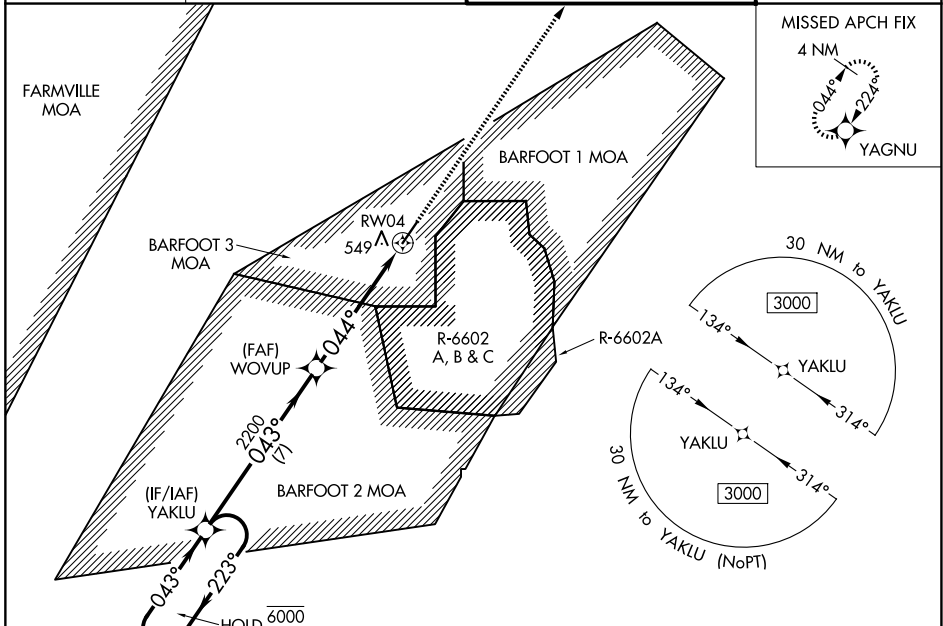 MISSED APCH FIX
4 NM
044°
224°
YAGNU
FARMVILLE
MOA
BARFOOT 1 MOA
RW04
549
BARFOOT 3
MOA
044°
R-6602
A, B & C
R-6602A
(FAF)
WOVUP
2200
043°
(7)
(IF/IAF)
YAKLU
BARFOOT 2 MOA
043°
223°
HOLD 6000
30 NM to YAKLU
3000
134°
YAKLU
314°
134°
YAKLU
314°
3000
30 NM to YAKLU (NoPT)